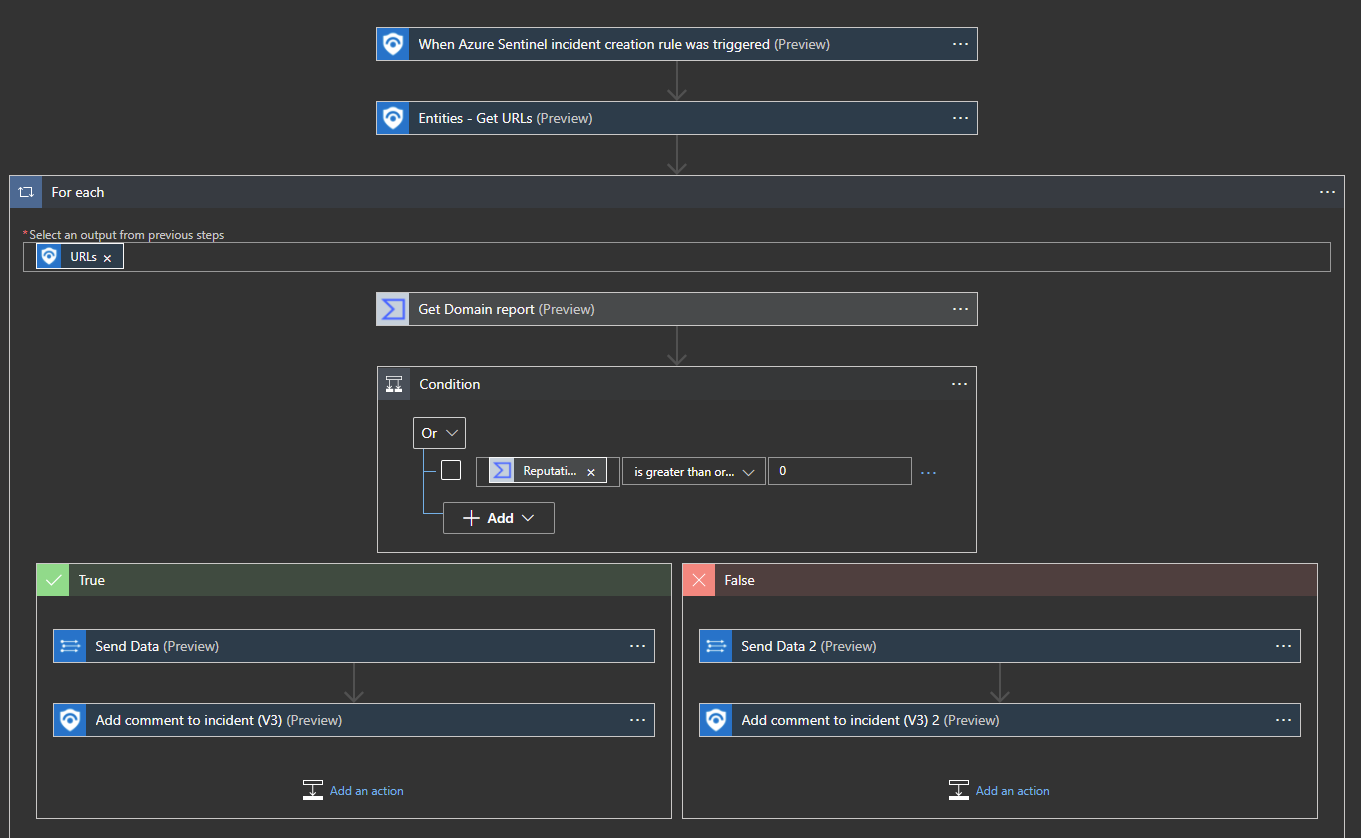 When Azure Sentinel incident creation rule was triggered (Preview)
Entities - Get URLs (Preview)
For each
*Select an output from previous steps
URLs
Get Domain report (Preview)
Condition
Or
Reputati... is greater than or... 0
Add
True
False
Send Data (Preview)
Send Data 2 (Preview)
Add comment to incident (V3) (Preview)
Add comment to incident (V3) 2 (Preview)
Add an action
Add an action